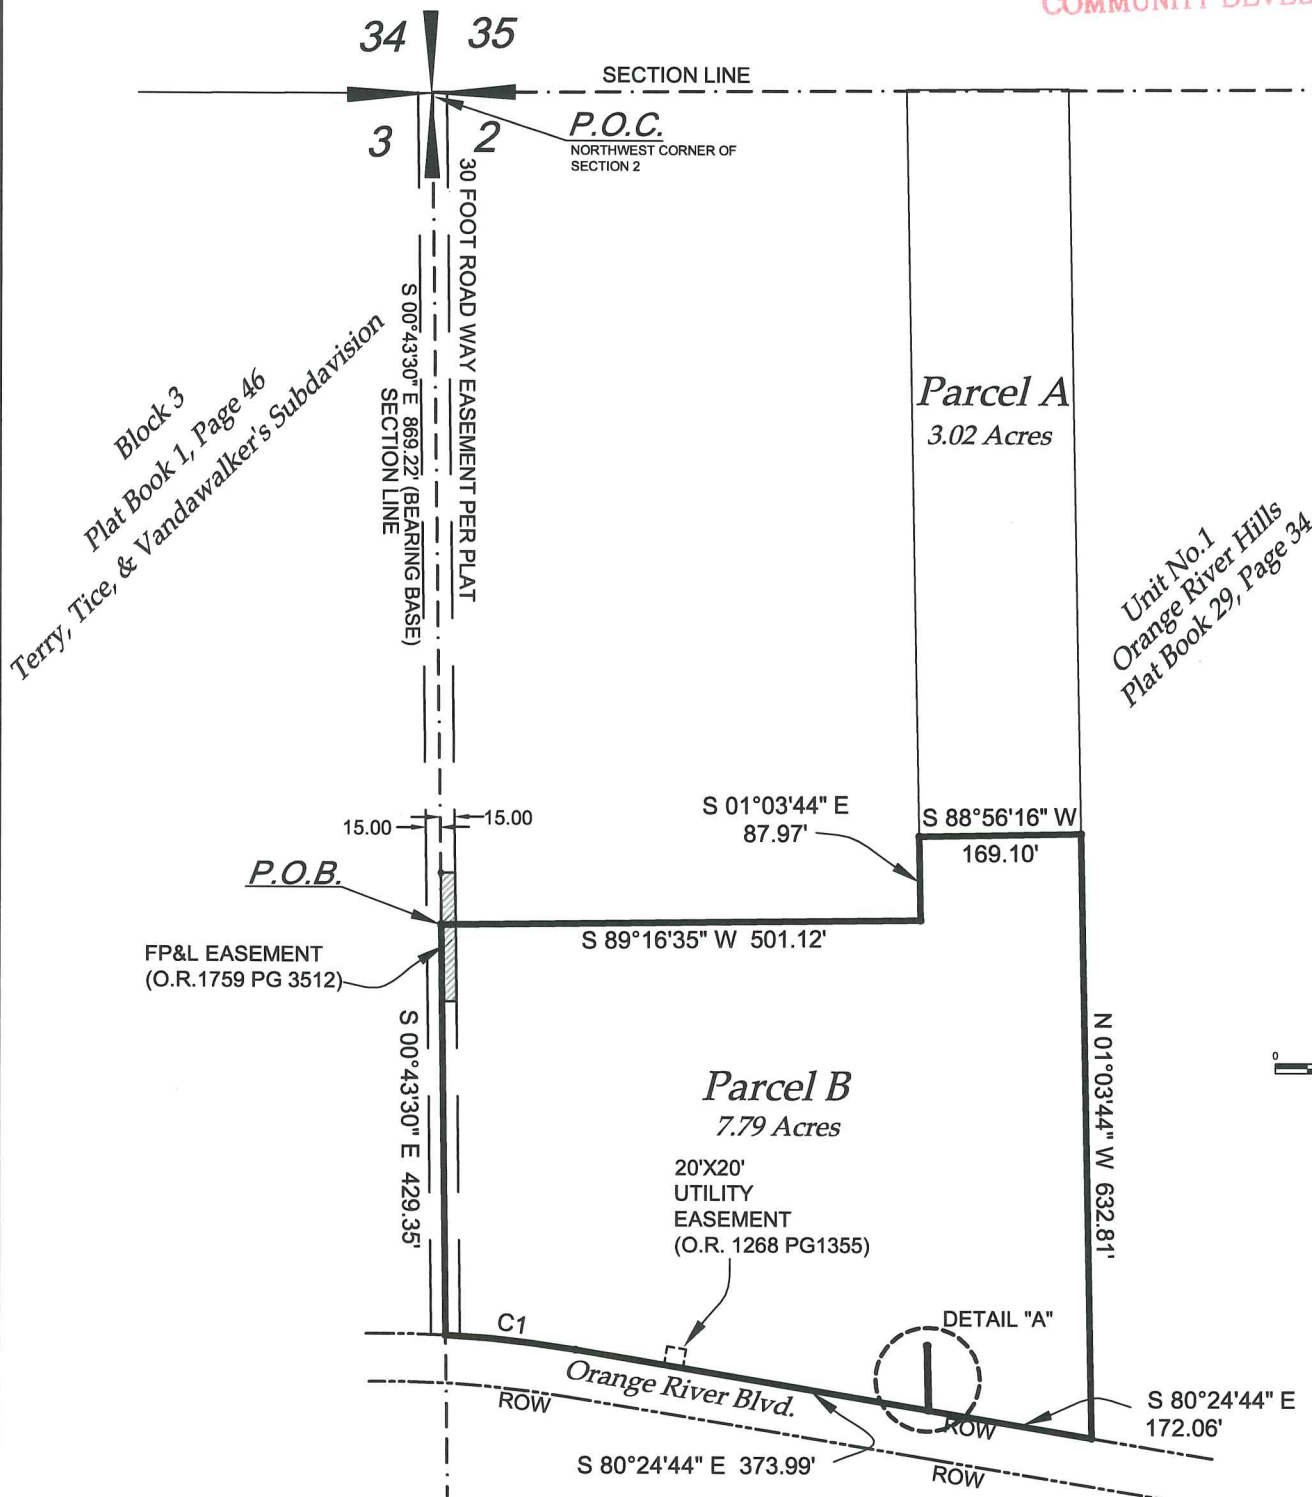 34
35
SECTION LINE
3
2
P.O.C.
NORTHWEST CORNER OF
SECTION 2
30 FOOT ROAD WAY EASEMENT PER PLAT
S 00°43'30" E 869.22' (BEARING BASE)
SECTION LINE
Block 3
Plat Book 1, Page 46
Terry, Tice, & Vandawalker's Subdavision
Parcel A
3.02 Acres
Unit No.1
Orange River Hills
Plat Book 29, Page 34
S 01°03'44" E
87.97'
S 88°56'16" W
169.10'
15.00
15.00
P.O.B.
S 89°16'35" W 501.12'
FP&L EASEMENT
(O.R.1759 PG 3512)
S 00°43'30" E 429.35'
N 01°03'44" W 632.81'
0
Parcel B
7.79 Acres
20'X20'
UTILITY
EASEMENT
(O.R. 1268 PG1355)
DETAIL "A"
C1
Orange River Blvd.
ROW
ROW
S 80°24'44" E
172.06'
S 80°24'44" E 373.99'
ROW